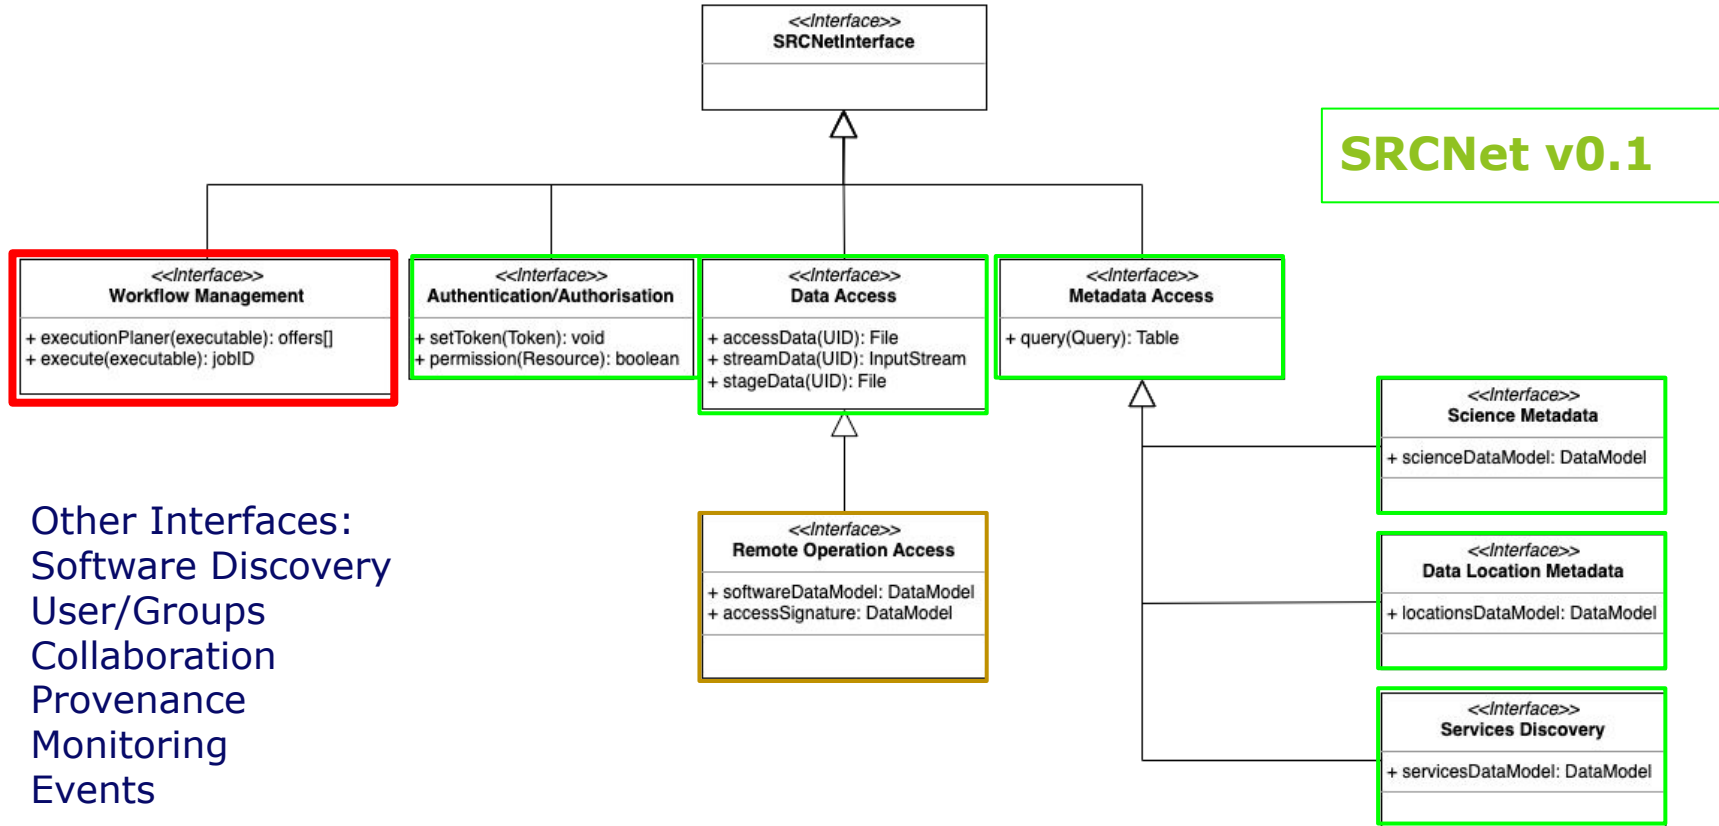 <<Interface>>
SRCNetInterface
SRCNet v0.1
<<Interface>>
Workflow Management
+ executionPlaner(executable): offers[]
+ execute(executable): jobID
<<Interface>>
Authentication/Authorisation
+ setToken(Token): void
+ permission(Resource): boolean
<<Interface>>
Data Access
+ accessData(UID): File
+ streamData(UID): InputStream
+ stageData(UID): File
<<Interface>>
Metadata Access
+ query(Query): Table
<<Interface>>
Science Metadata
+ scienceDataModel: DataModel
<<Interface>>
Remote Operation Access
+ softwareDataModel: DataModel
+ accessSignature: DataModel
<<Interface>>
Data Location Metadata
+ locationsDataModel: DataModel
<<Interface>>
Services Discovery
+ servicesDataModel: DataModel
Other Interfaces:
Software Discovery
User/Groups
Collaboration
Provenance
Monitoring
Events